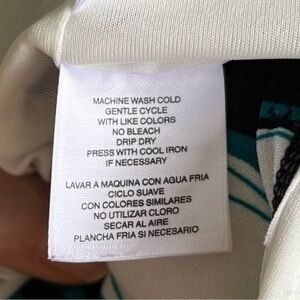 MACHINE WASH COLD
GENTLE CYCLE
WITH LIKE COLORS
NO BLEACH
DRIP DRY
PRESS WITH COOL IRON
IF NECESSARY
LAVAR A MAQUINA CON AGUA FRIA
CICLO SUAVE
CON COLORES SIMILARES
NO UTILIZAR CLORO
SECAR AL AIRE
PLANCHA FRIA SI NECESARIO